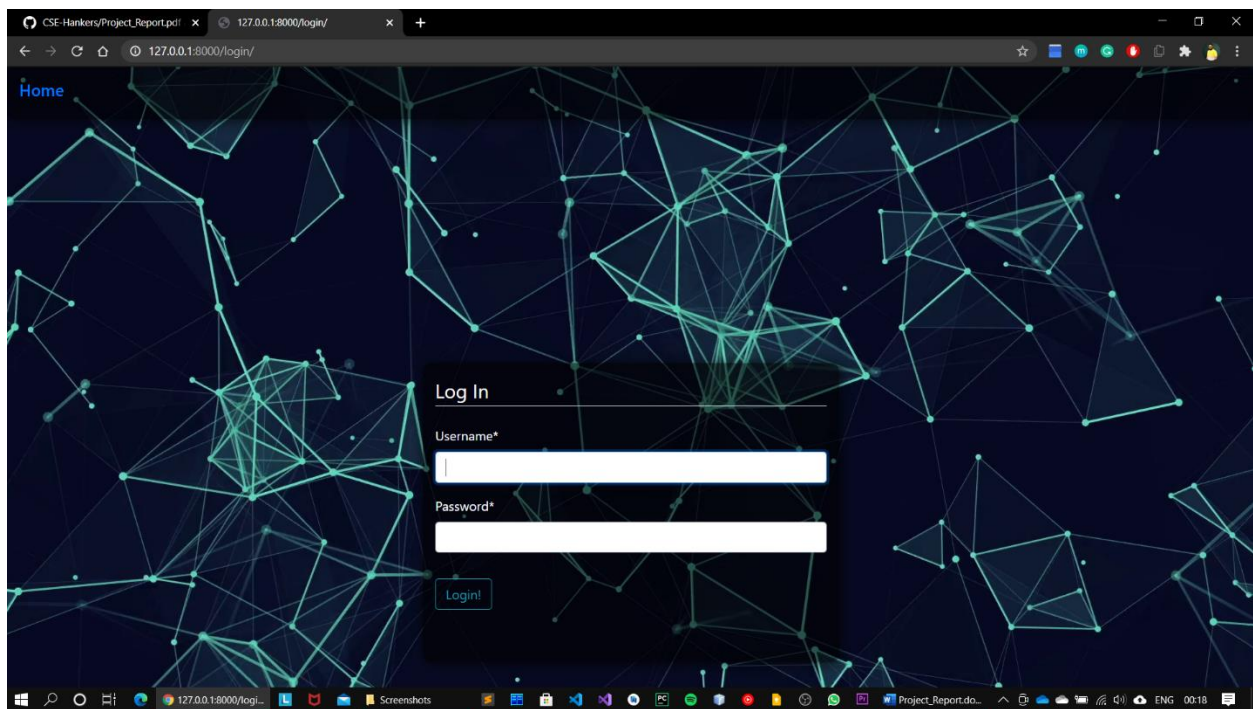 CSE-Hankers/Project_Report.pdf
127.0.0.1:8000/login/
127.0.0.1:8000/login/
Home
Log In
Username*
Password*
Login!
127.0.0.1:8000/logi...
Screenshots
Project_Report.do...
ENG
00:18